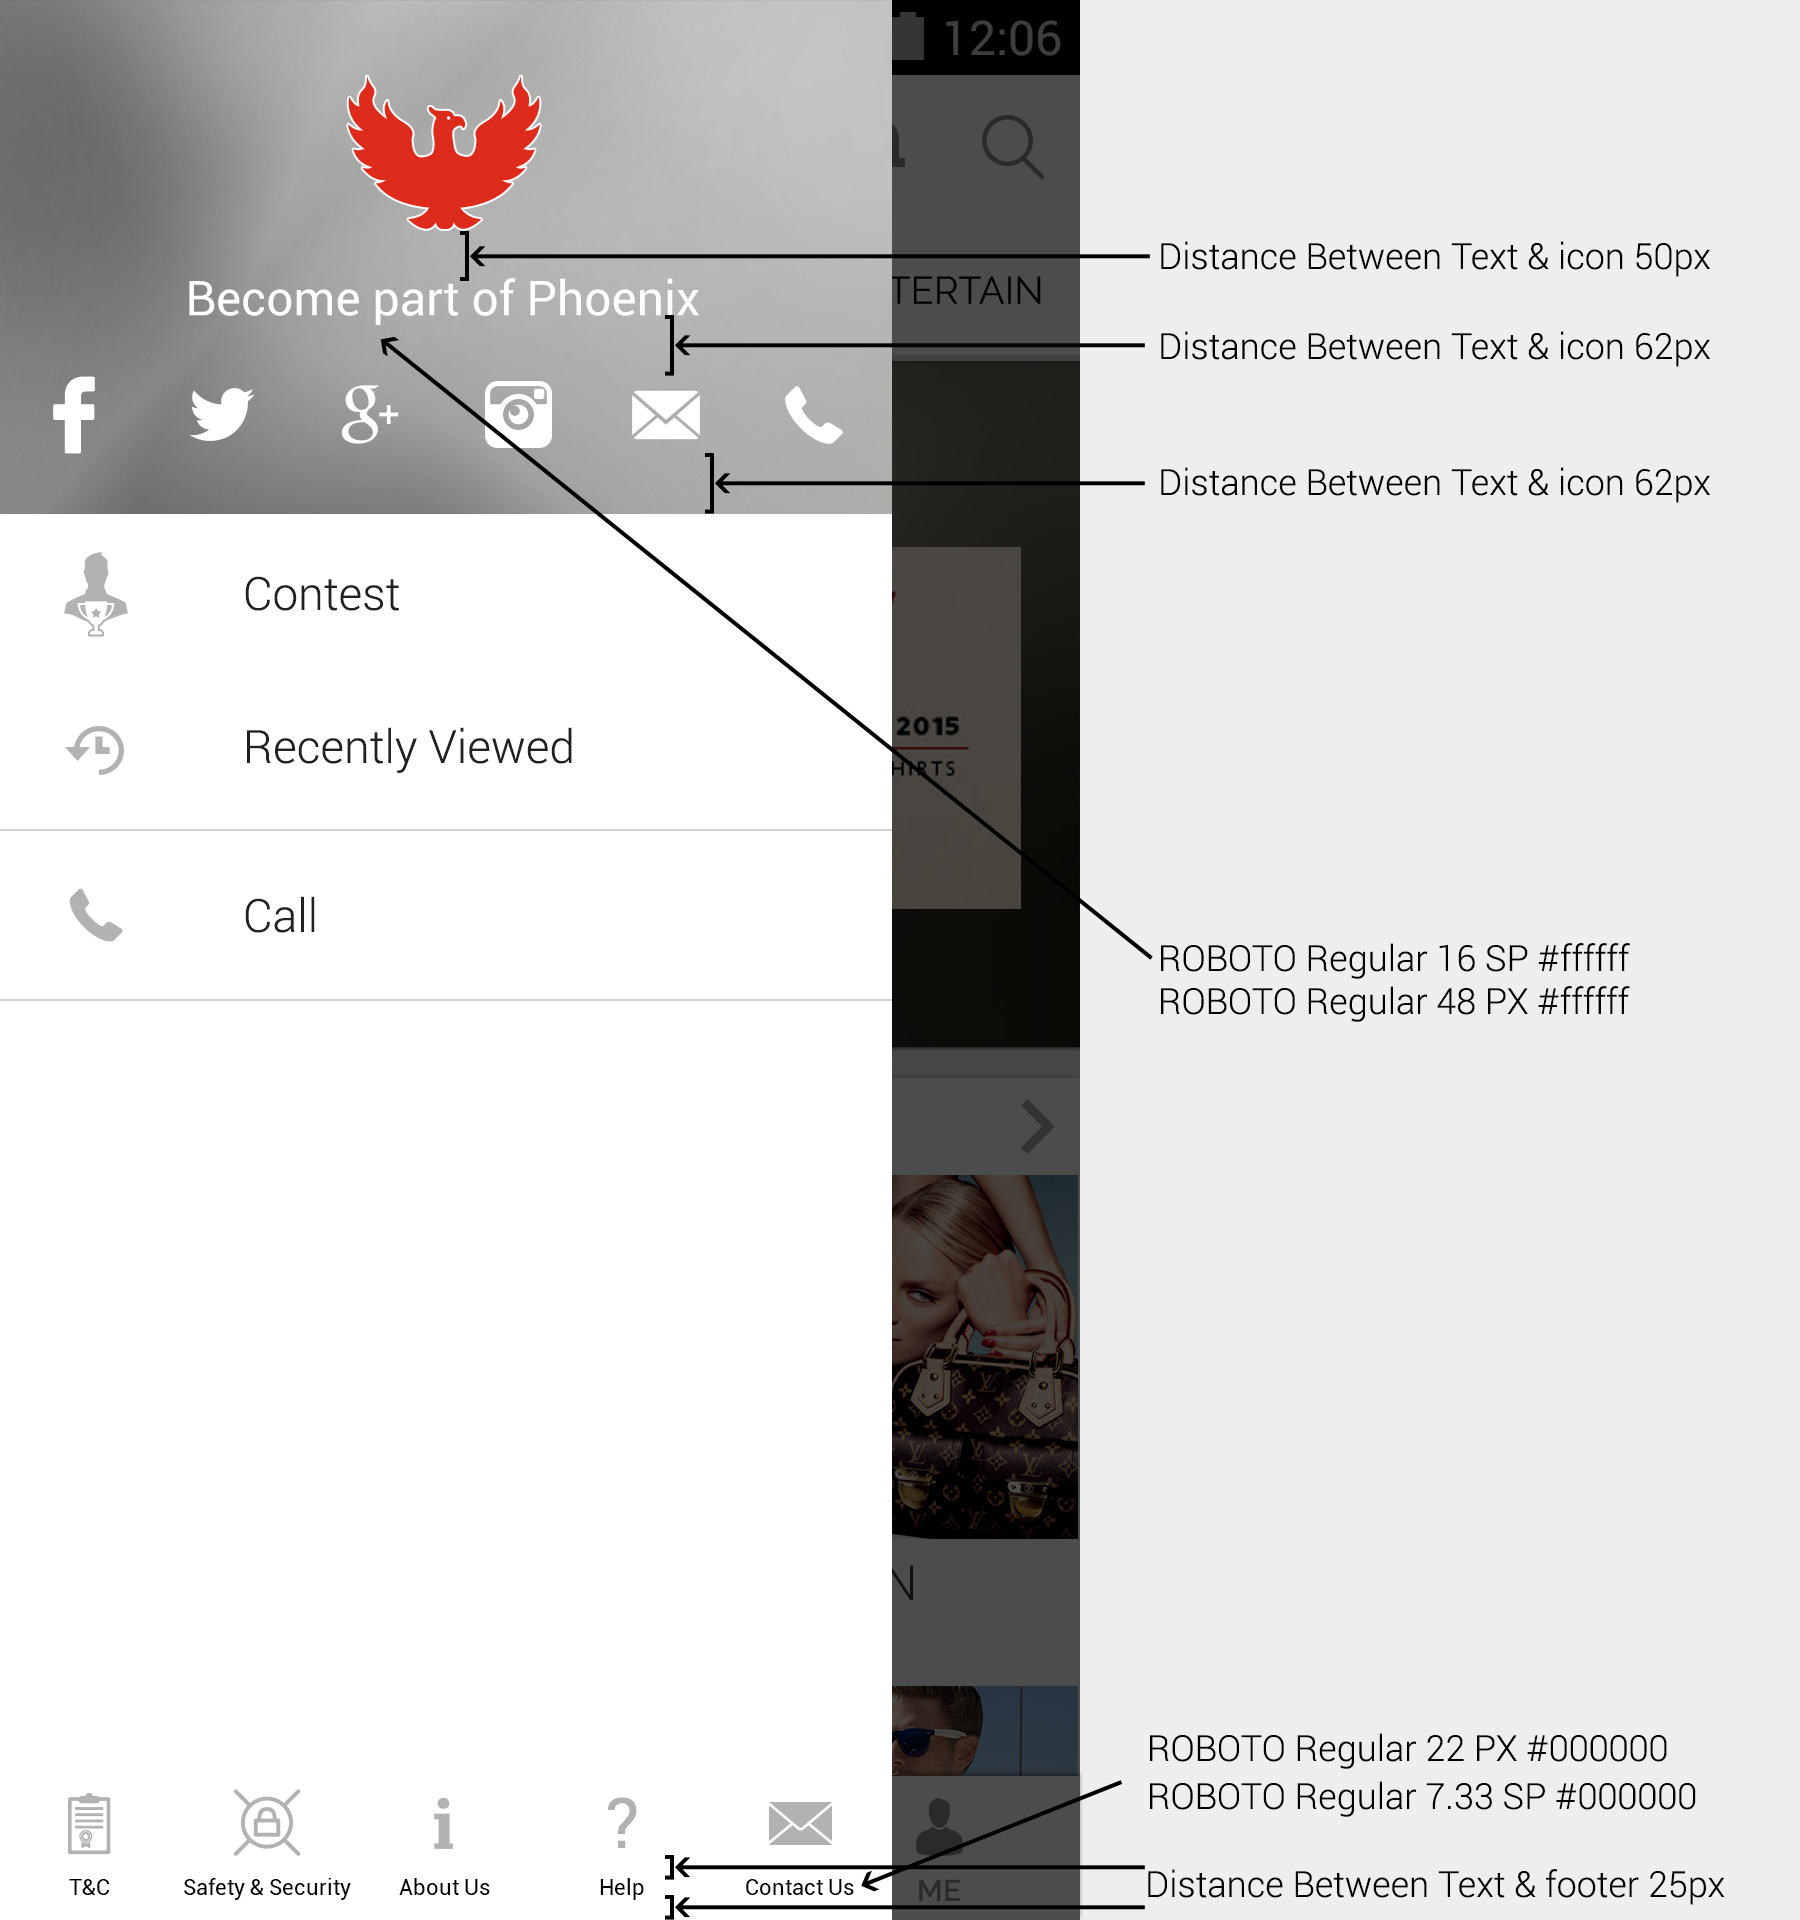 12:06
Distance Between Text & icon 50px
Become part of Phoenix
TERTAIN
Distance Between Text & icon 62px
g+
Distance Between Text & icon 62px
Contest
2015
Recently Viewed
HIRTS
Call
ROBOTO Regular 16 SP #ffffff
ROBOTO Regular 48 PX #ffffff
N
ROBOTO Regular 22 PX #000000
ROBOTO Regular 7.33 SP #000000
T&C
Safety & Security
About Us
Help
Contact Us
ME
Distance Between Text & footer 25px